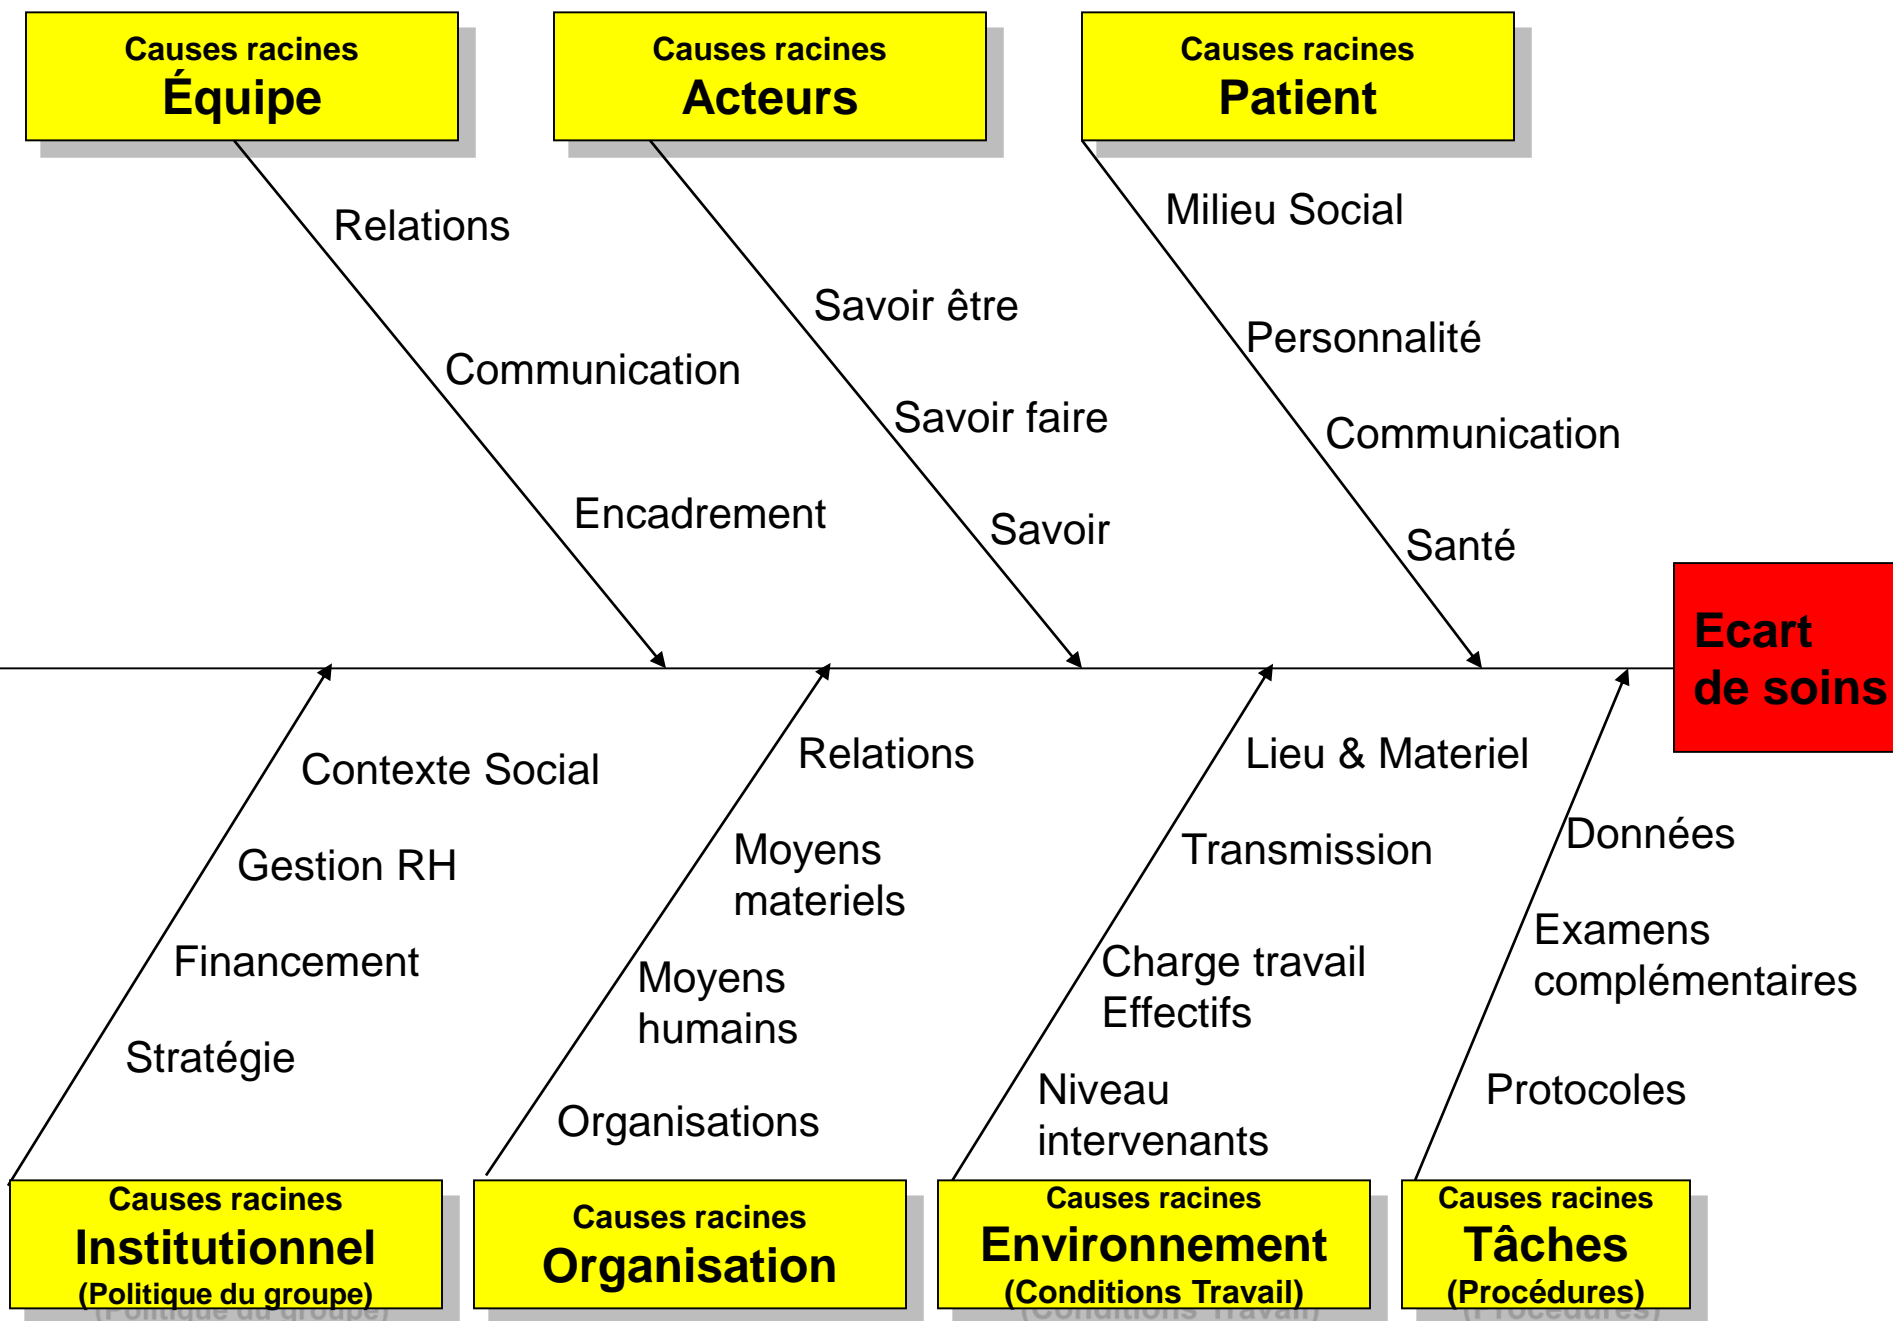 Causes racines
Équipe
Causes racines
Acteurs
Causes racines
Patient
Relations
Communication
Encadrement
Savoir être
Savoir faire
Savoir
Milieu Social
Personnalité
Communication
Santé
Ecart
de soins
Contexte Social
Gestion RH
Financement
Stratégie
Relations
Moyens
materiels
Moyens
humains
Organisations
Lieu & Materiel
Transmission
Charge travail
Effectifs
Niveau
intervenants
Données
Examens
complémentaires
Protocoles
Causes racines
Institutionnel
(Politique du groupe)
Causes racines
Organisation
Causes racines
Environnement
(Conditions Travail)
Causes racines
Tâches
(Procédures)